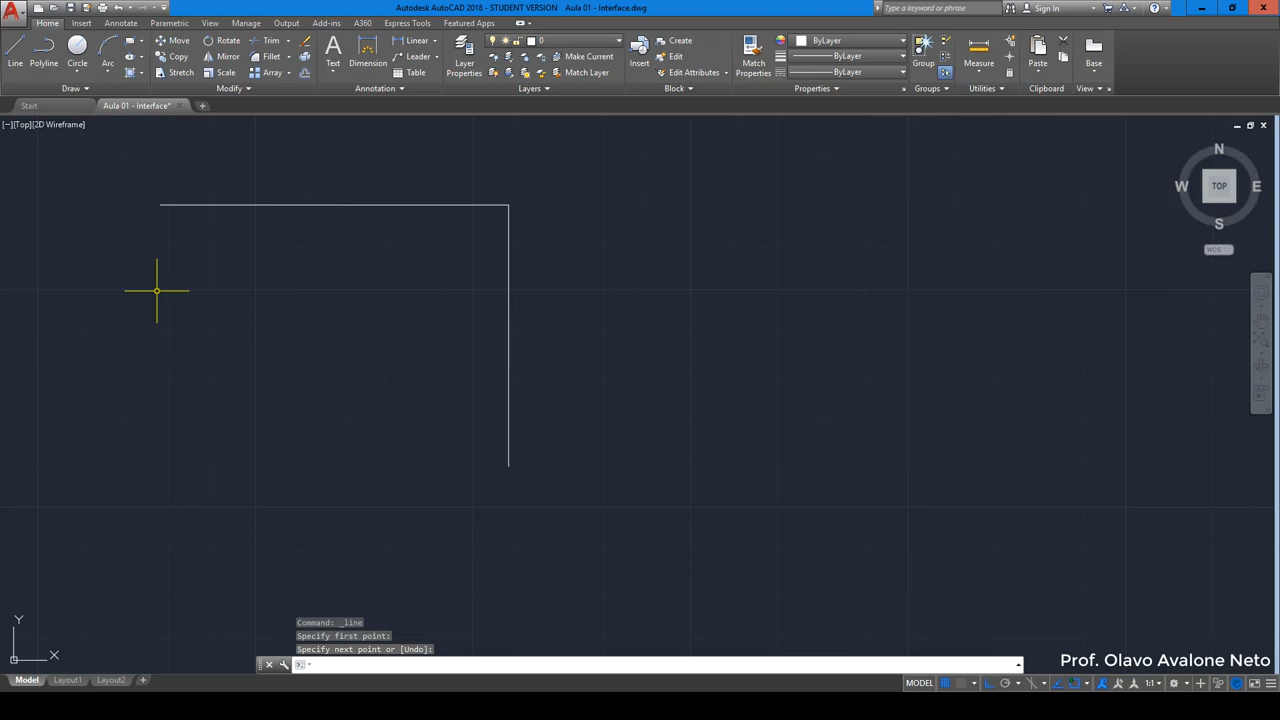 Autodesk AutoCAD 2018 - STUDENT VERSION Aula 01 - Interface.dwg
Type a keyword or phrase
Sign In
Home Insert Annotate Parametric View Manage Output Add-ins A360 Express Tools Featured Apps
Line
Polyline
Circle
Arc
Draw
Move
Copy
Stretch
Rotate
Mirror
Scale
Trim
Fillet
Array
Modify
Text
Dimension
Linear
Leader
Table
Annotation
Layer
Properties
0
Make Current
Match Layer
Layers
Insert
Create
Edit
Edit Attributes
Block
Match
Properties
ByLayer
ByLayer
ByLayer
Properties
Group
Groups
Measure
Utilities
Paste
Clipboard
Base
View
Start
Aula 01 - Interface*
[−][Top][2D Wireframe]
N
W TOP E
S
WCS
Command: _line
Specify first point:
Specify next point or [Undo]:
Y
X
Prof. Olavo Avalone Neto
Model Layout1 Layout2
MODEL
1:1